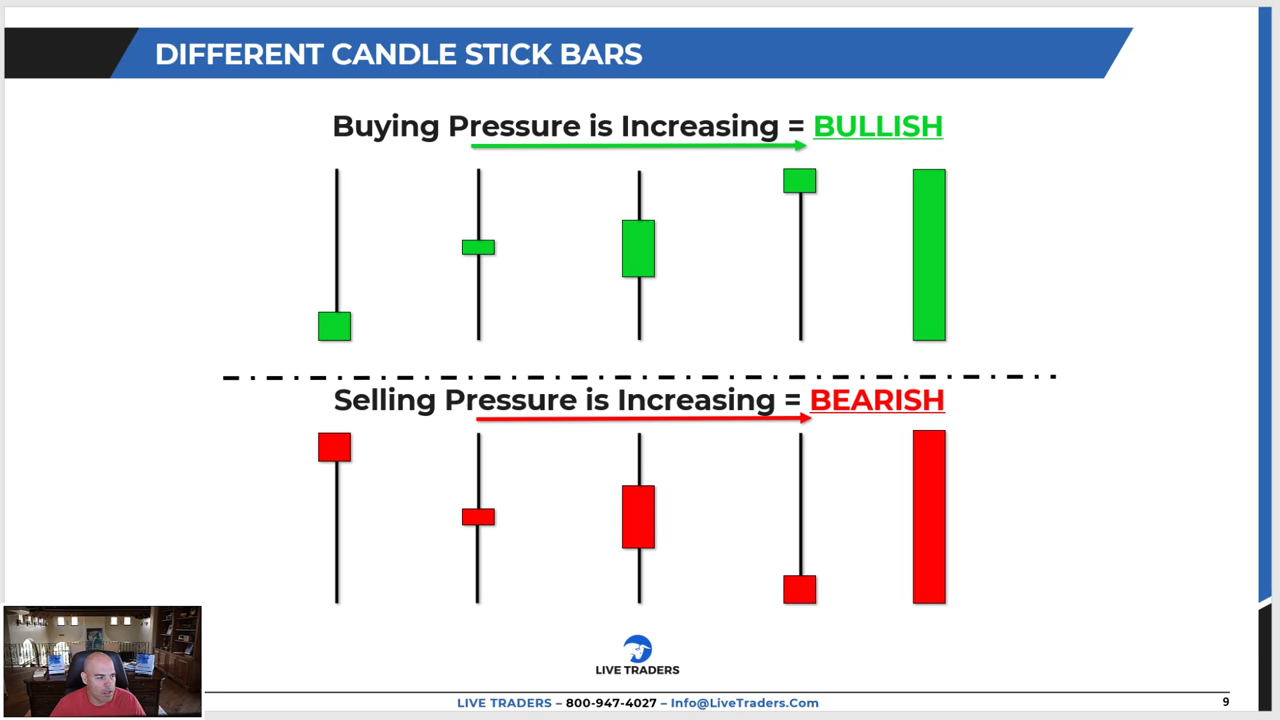 DIFFERENT CANDLE STICK BARS
Buying Pressure is Increasing = BULLISH
Selling Pressure is Increasing = BEARISH
LIVE TRADERS
LIVE TRADERS – 800-947-4027 – Info@LiveTraders.Com
9